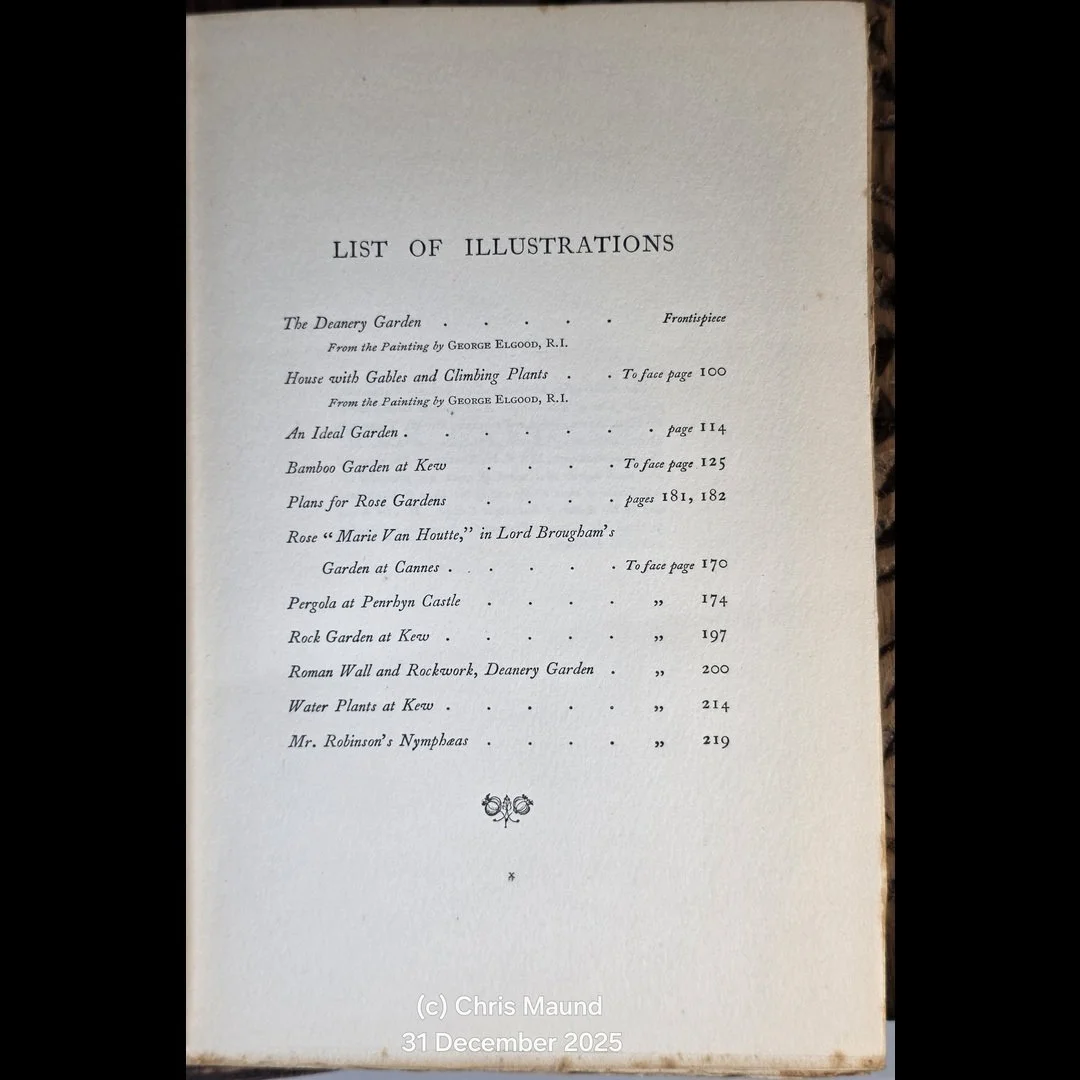 LIST OF ILLUSTRATIONS
The Deanery Garden . . . . . Frontispiece
From the Painting by GEORGE ELGOOD, R.I.
House with Gables and Climbing Plants . . To face page 100
From the Painting by GEORGE ELGOOD, R.I.
An Ideal Garden . . . . . . . page 114
Bamboo Garden at Kew . . . . To face page 125
Plans for Rose Gardens . . . . pages 181, 182
Rose “Marie Van Houtte,” in Lord Brougham's
Garden at Cannes . . . . . To face page 170
Pergola at Penrhyn Castle . . . . „ 174
Rock Garden at Kew . . . . . „ 197
Roman Wall and Rockwork, Deanery Garden . „ 200
Water Plants at Kew . . . . . „ 214
Mr. Robinson's Nymphæas . . . . „ 219
(c) Chris Maund
31 December 2025